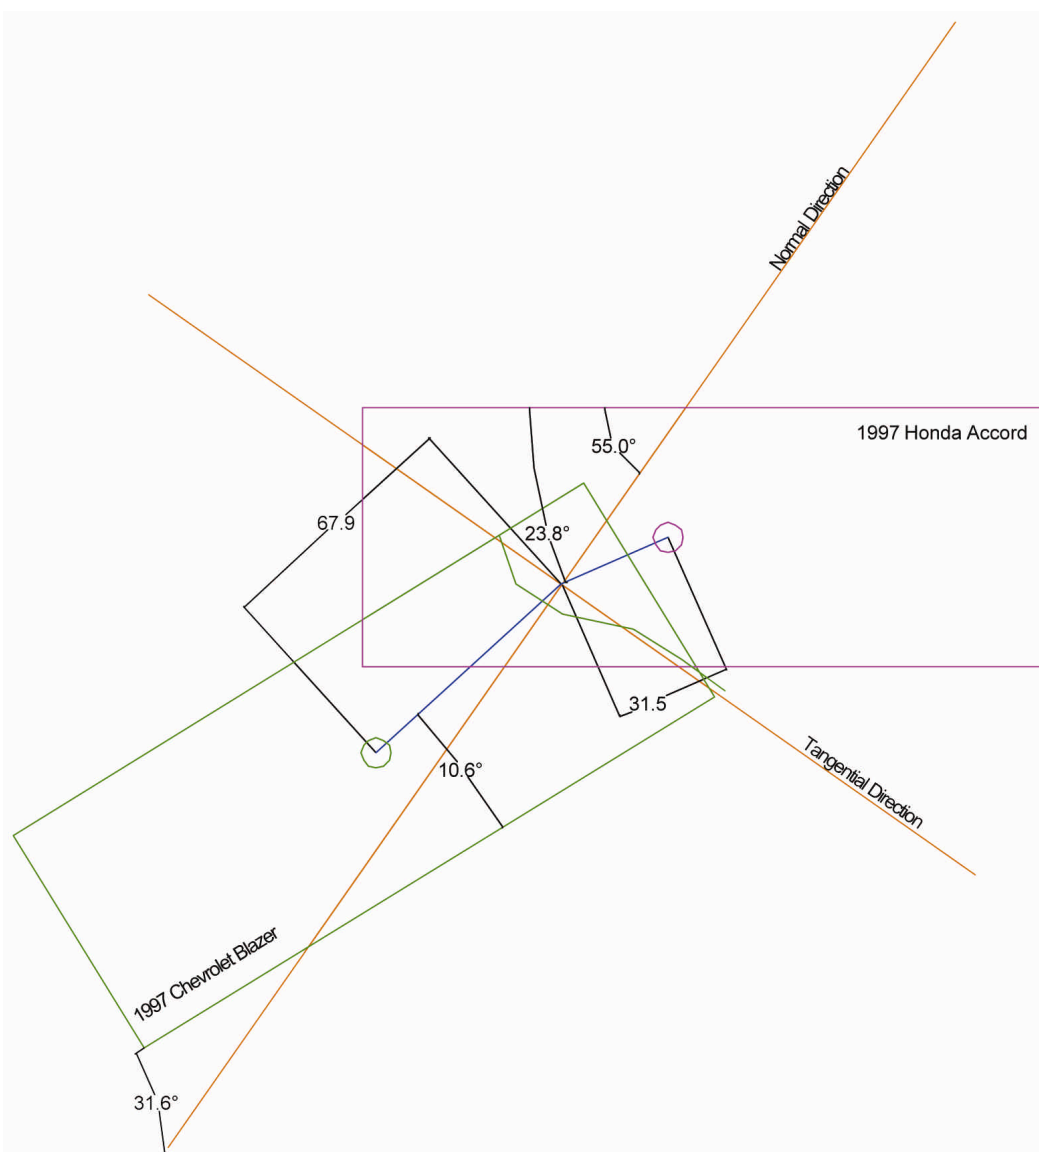 Normal Direction
1997 Honda Accord
55.0°
67.9
23.8°
31.5
10.6°
Tangential Direction
1997 Chevrolet Blazer
31.6°